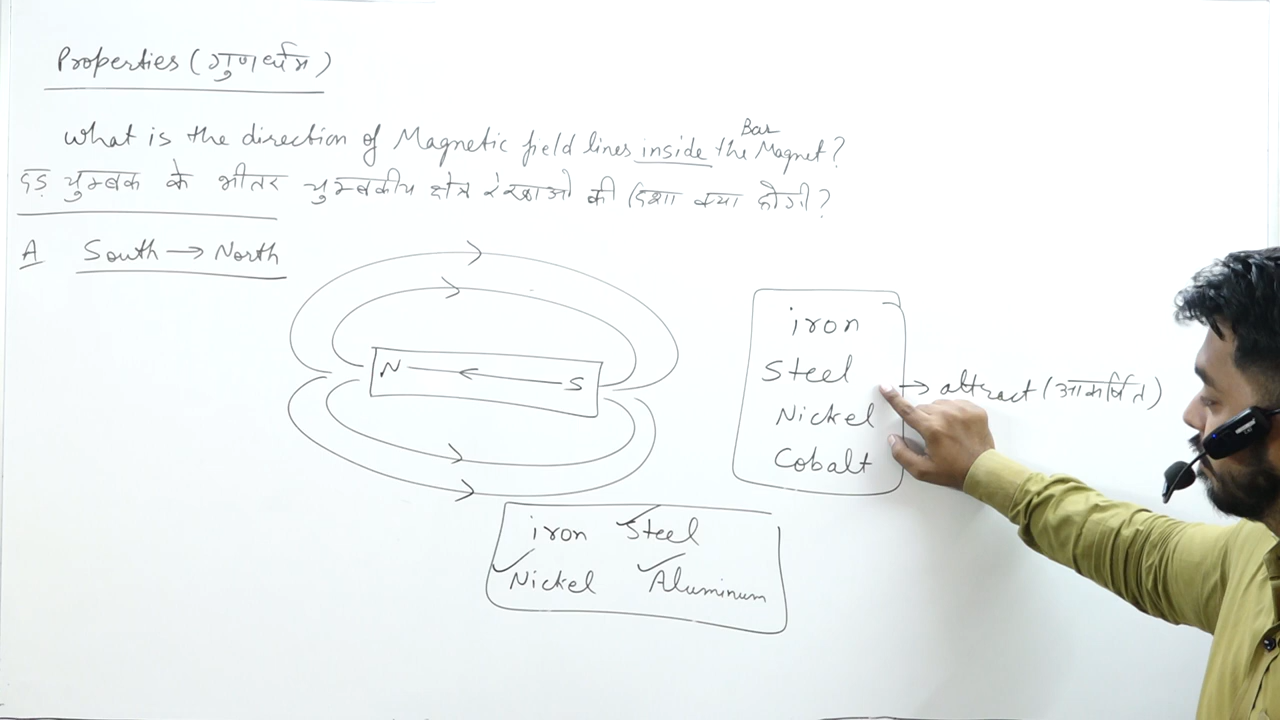 Properties (गुणधर्म)
What is the direction of Magnetic field lines inside the Bar Magnet?
दंड चुम्बक के भीतर चुम्बकीय क्षेत्र रेखाओ की दिशा क्या होगी?
A South → North
N S
iron
Steel
Nickel
Cobalt
→ attract (आकर्षित)
iron Steel
Nickel Aluminum